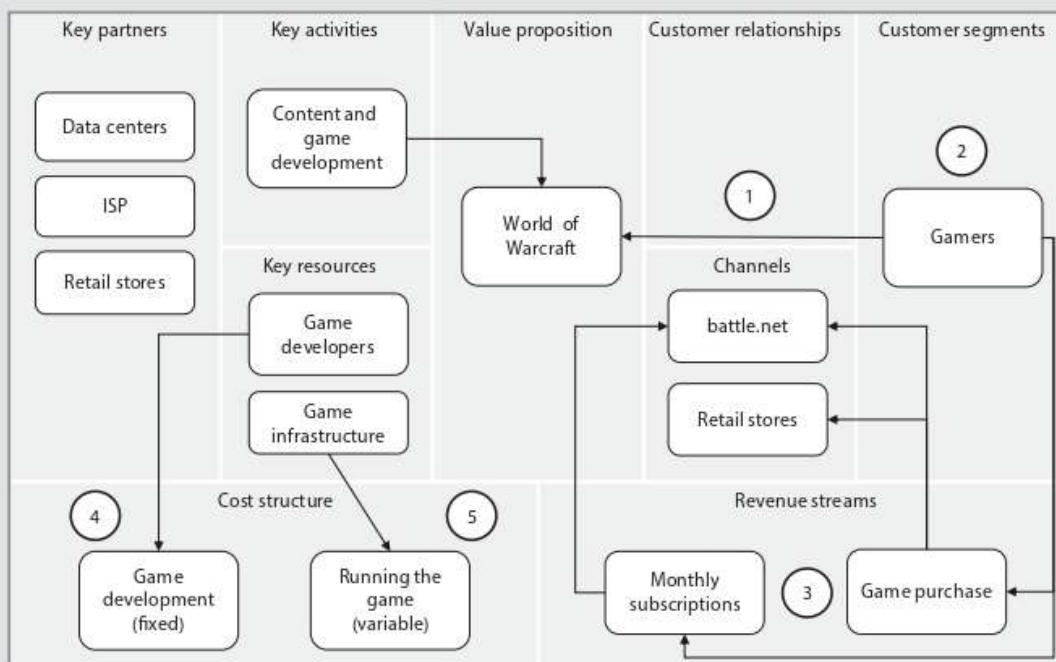 Key partners
Key activities
Value proposition
Customer relationships
Customer segments
Data centers
ISP
Retail stores
Content and
game
development
World of
Warcraft
1
2
Gamers
Key resources
Game
developers
Game
infrastructure
Channels
battle.net
Retail stores
Cost structure
4
5
Game
development
(fixed)
Running the
game
(variable)
Revenue streams
Monthly
subscriptions
3
Game purchase